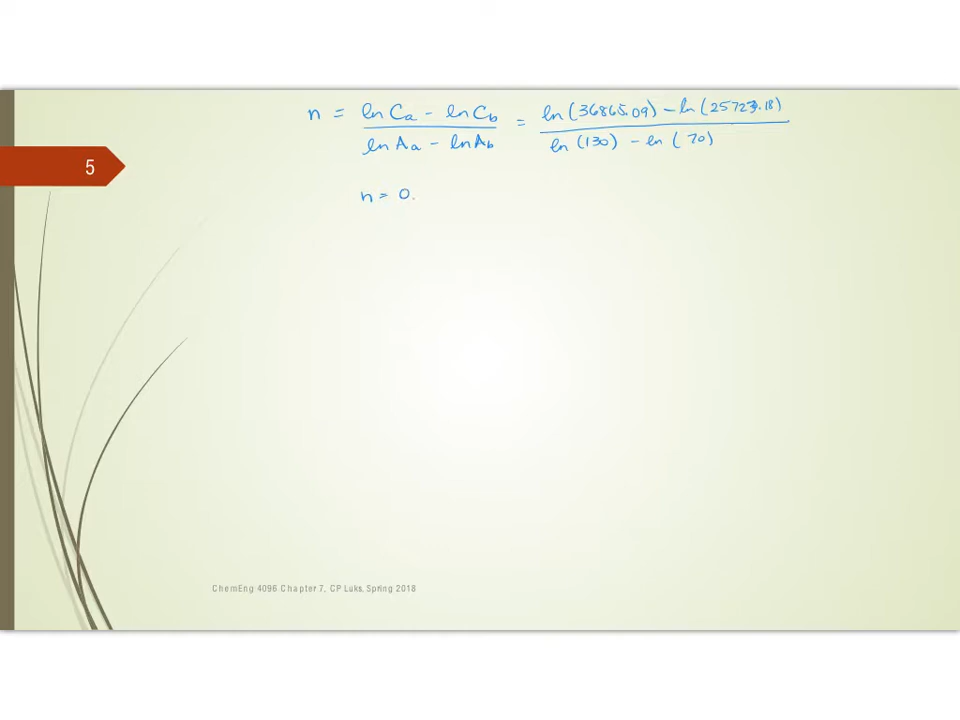 n = ln Ca - ln Cb / ln Aa - ln Ab = ln (36865.09) - ln (25723.18) / ln (130) - ln (70)
5
n = 0.
ChemEng 4096 Chapter 7, CP Luks, Spring 2018